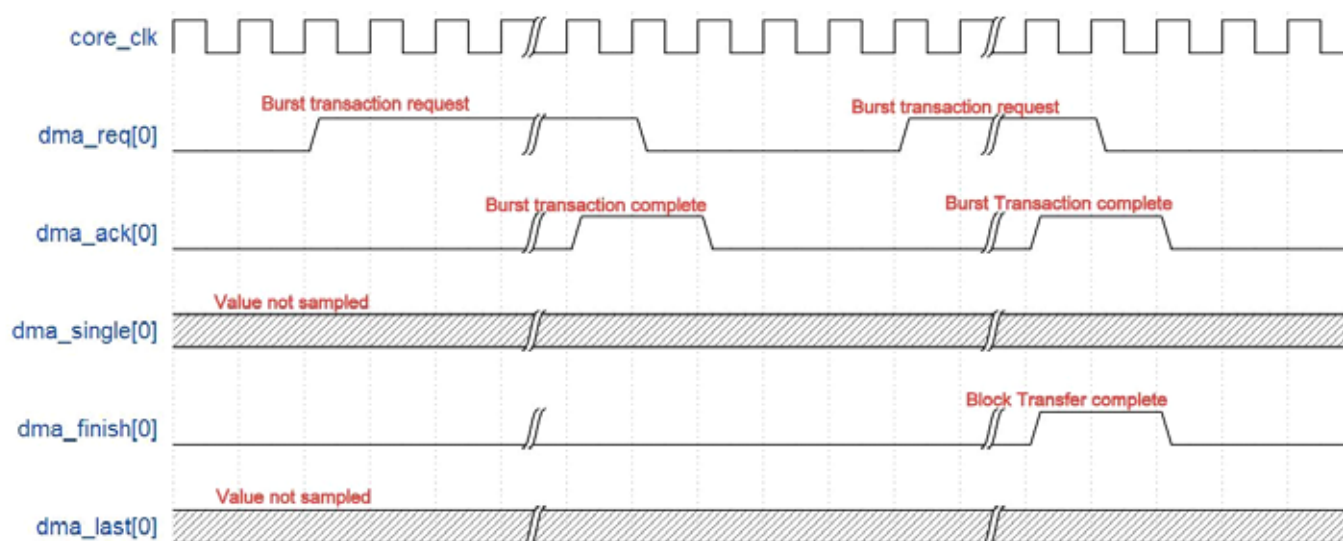 core_clk
Burst transaction request
Burst transaction request
dma_req[0]
Burst transaction complete
Burst Transaction complete
dma_ack[0]
Value not sampled
dma_single[0]
Block Transfer complete
dma_finish[0]
Value not sampled
dma_last[0]